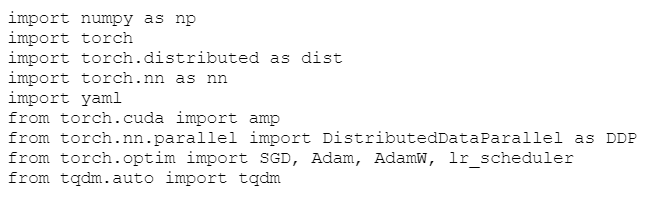 import numpy as np
import torch
import torch.distributed as dist
import torch.nn as nn
import yaml
from torch.cuda import amp
from torch.nn.parallel import DistributedDataParallel as DDP
from torch.optim import SGD, Adam, AdamW, lr_scheduler
from tqdm.auto import tqdm